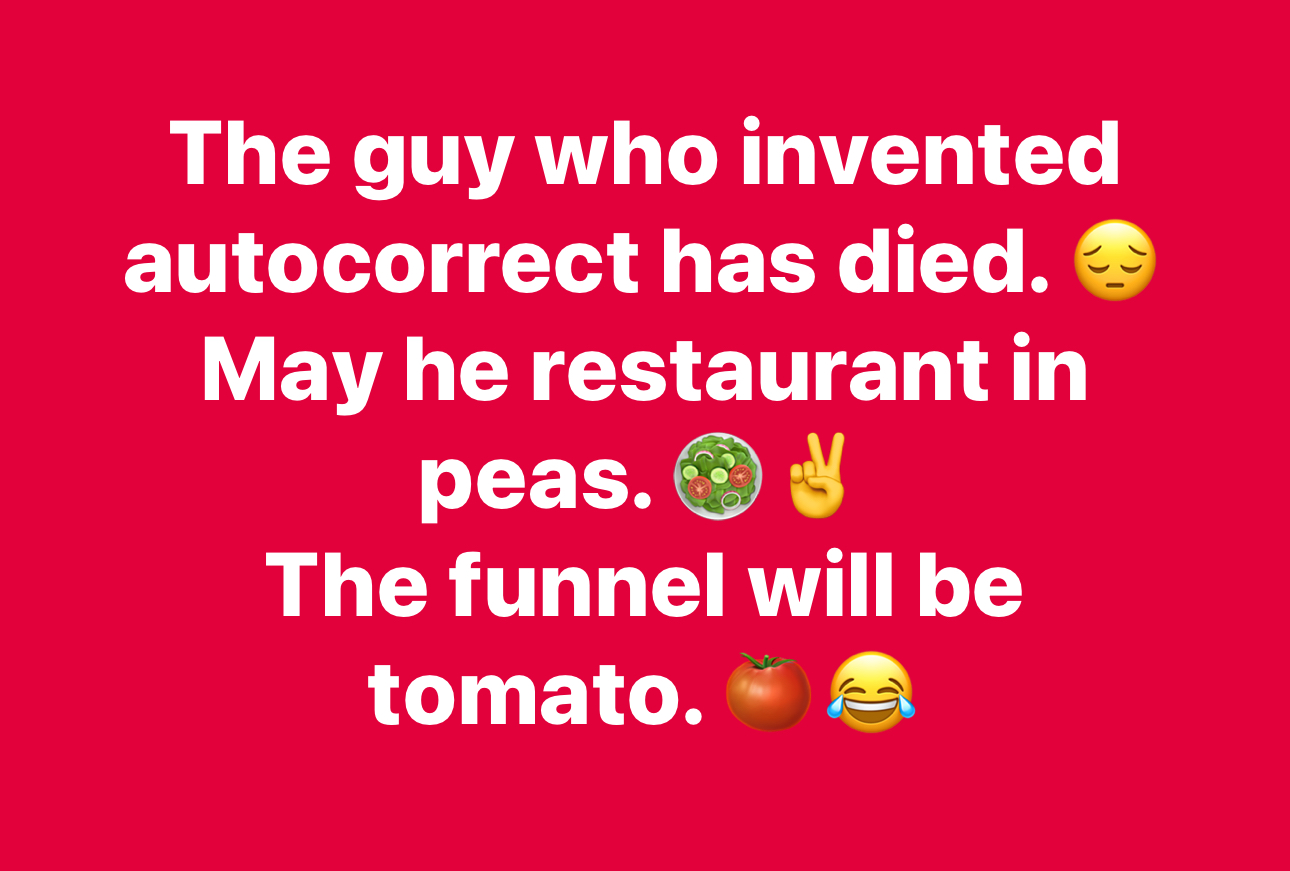 The guy who invented
autocorrect has died. 😔
May he restaurant in
peas. 🥗✌️
The funnel will be
tomato. 🍅😂